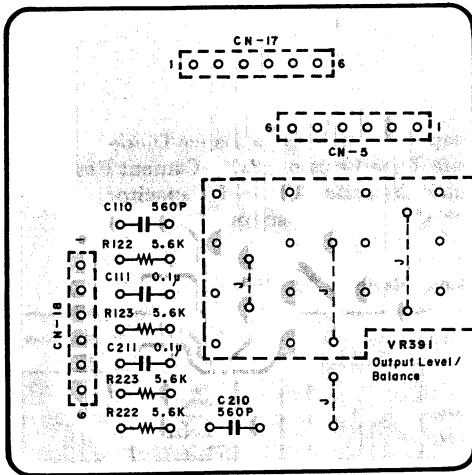 CN-17
1 6
6 1
CN-5
C110 560P
R122 5.6K
C111 0.1µ
R123 5.6K
C211 0.1µ
R223 5.6K
R222 5.6K
C210
560P
CN-18
6
J
J
J
J
VR391
Output Level/
Balance